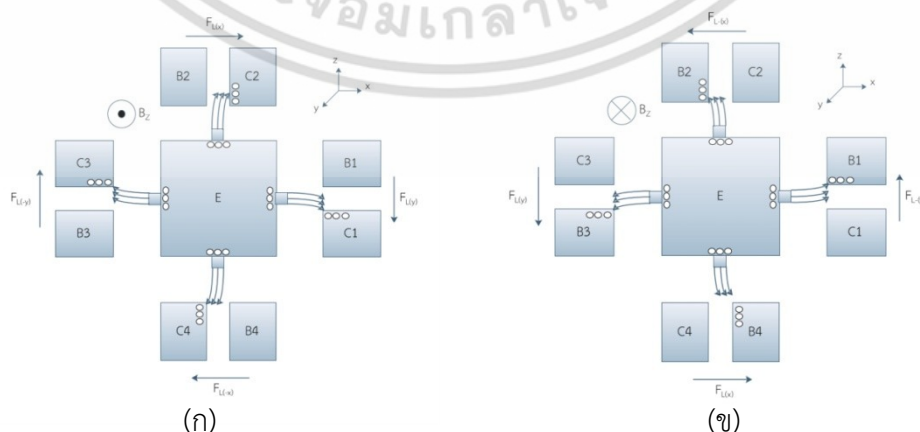 F_L(x)
B2 C2
z
x
y
B_Z
C3
E
B1
F_L(-y)
F_L(y)
B3
C1
C4 B4
F_L(-x)
(ก)
F_L-(x)
B2 C2
z
x
y
B_Z
C3
E
B1
F_L(y)
B3
C1
C4 B4
F_L(x)
(ข)